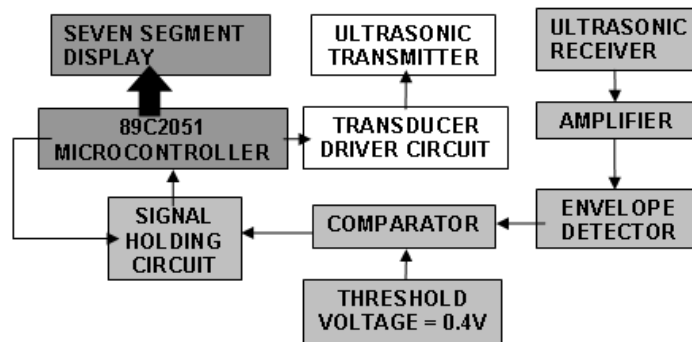 SEVEN SEGMENT
DISPLAY
ULTRASONIC
TRANSMITTER
ULTRASONIC
RECEIVER
89C2051
MICROCONTROLLER
TRANSDUCER
DRIVER CIRCUIT
AMPLIFIER
SIGNAL
HOLDING
CIRCUIT
COMPARATOR
ENVELOPE
DETECTOR
THRESHOLD
VOLTAGE = 0.4V